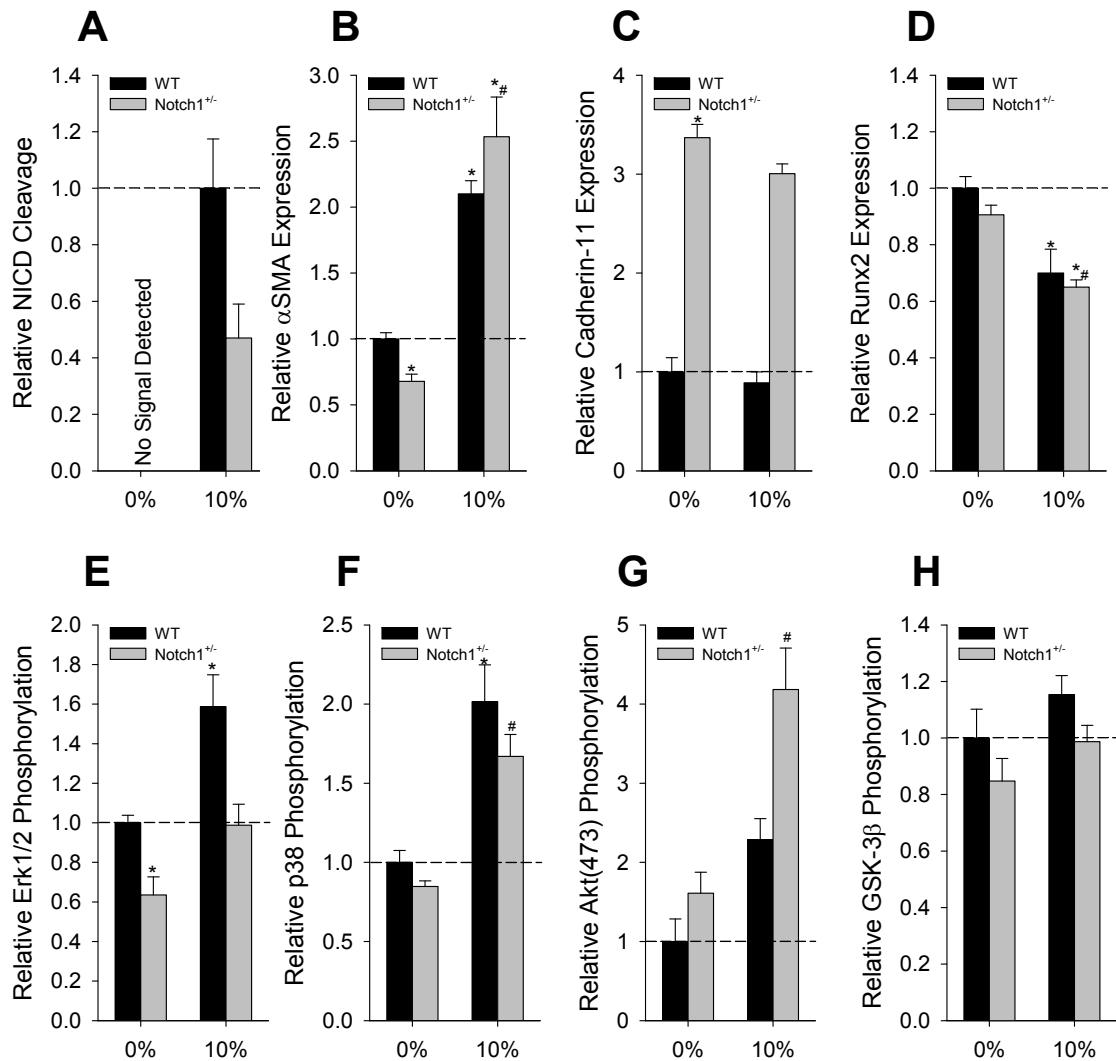 A
Relative NICD Cleavage
1.4
1.2
1.0
0.8
0.6
0.4
0.2
0.0
WT
Notch1+/-
No Signal Detected
0%
10%
B
Relative αSMA Expression
3.0
2.5
2.0
1.5
1.0
0.5
0.0
WT
Notch1+/-
*
*
*#
0%
10%
C
Relative Cadherin-11 Expression
4
3
2
1
0
WT
Notch1+/-
*
0%
10%
D
Relative Runx2 Expression
1.4
1.2
1.0
0.8
0.6
0.4
0.2
0.0
WT
Notch1+/-
*
*#
0%
10%
E
Relative Erk1/2 Phosphorylation
2.0
1.8
1.6
1.4
1.2
1.0
0.8
0.6
0.4
0.2
0.0
WT
Notch1+/-
*
*
0%
10%
F
Relative p38 Phosphorylation
2.5
2.0
1.5
1.0
0.5
0.0
WT
Notch1+/-
*
#
0%
10%
G
Relative Akt(473) Phosphorylation
5
4
3
2
1
0
WT
Notch1+/-
#
0%
10%
H
Relative GSK-3β Phosphorylation
1.4
1.2
1.0
0.8
0.6
0.4
0.2
0.0
WT
Notch1+/-
0%
10%